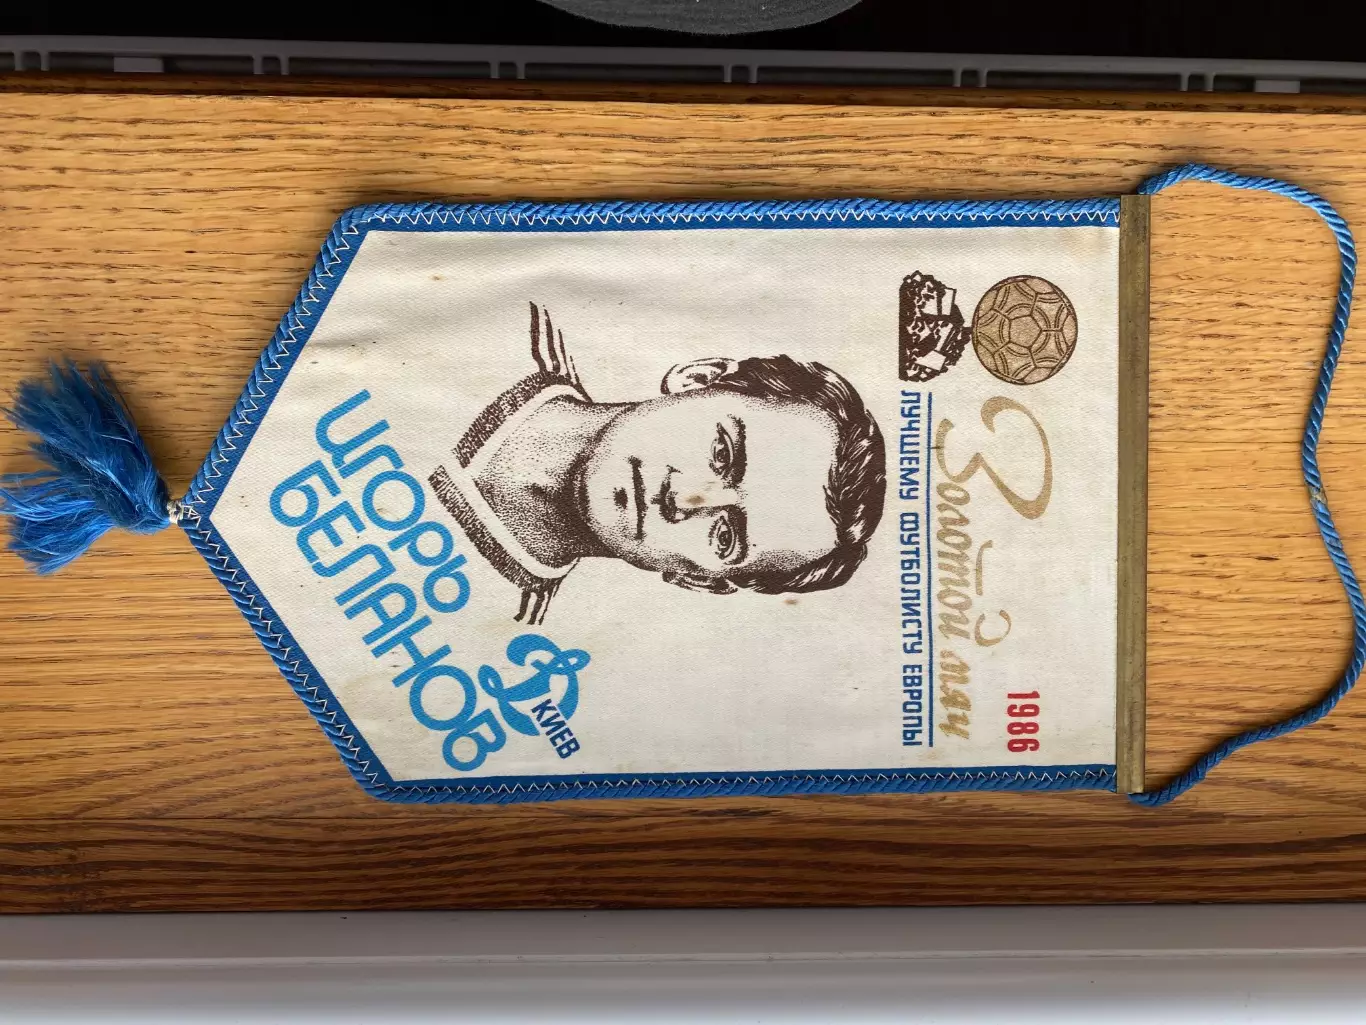 1986
Золотой мяч
ЛУЧШЕМУ ФУТБОЛИСТУ ЕВРОПЫ
Игорь
БЕЛАНОВ
Д КИЕВ